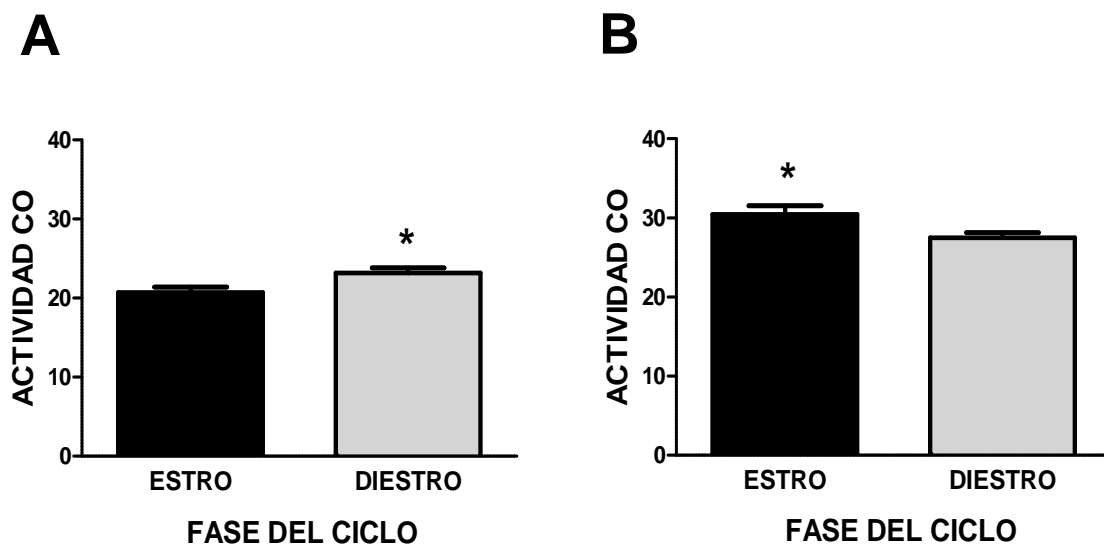 A
ACTIVIDAD CO
40
30
20
10
0
*
ESTRO
DIESTRO
FASE DEL CICLO
B
ACTIVIDAD CO
40
30
20
10
0
*
ESTRO
DIESTRO
FASE DEL CICLO